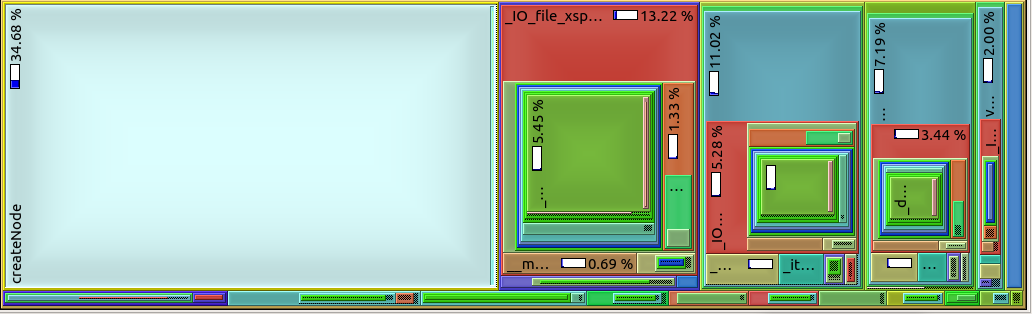 createNode 34.68 %
_IO_file_xsp... 13.22 %
_... 5.45 %
1.33 %
...
__m... 0.69 %
11.02 %
_IO... 5.28 %
_...
_it...
... 7.19 %
3.44 %
_d...
...
v... 2.00 %
_I...